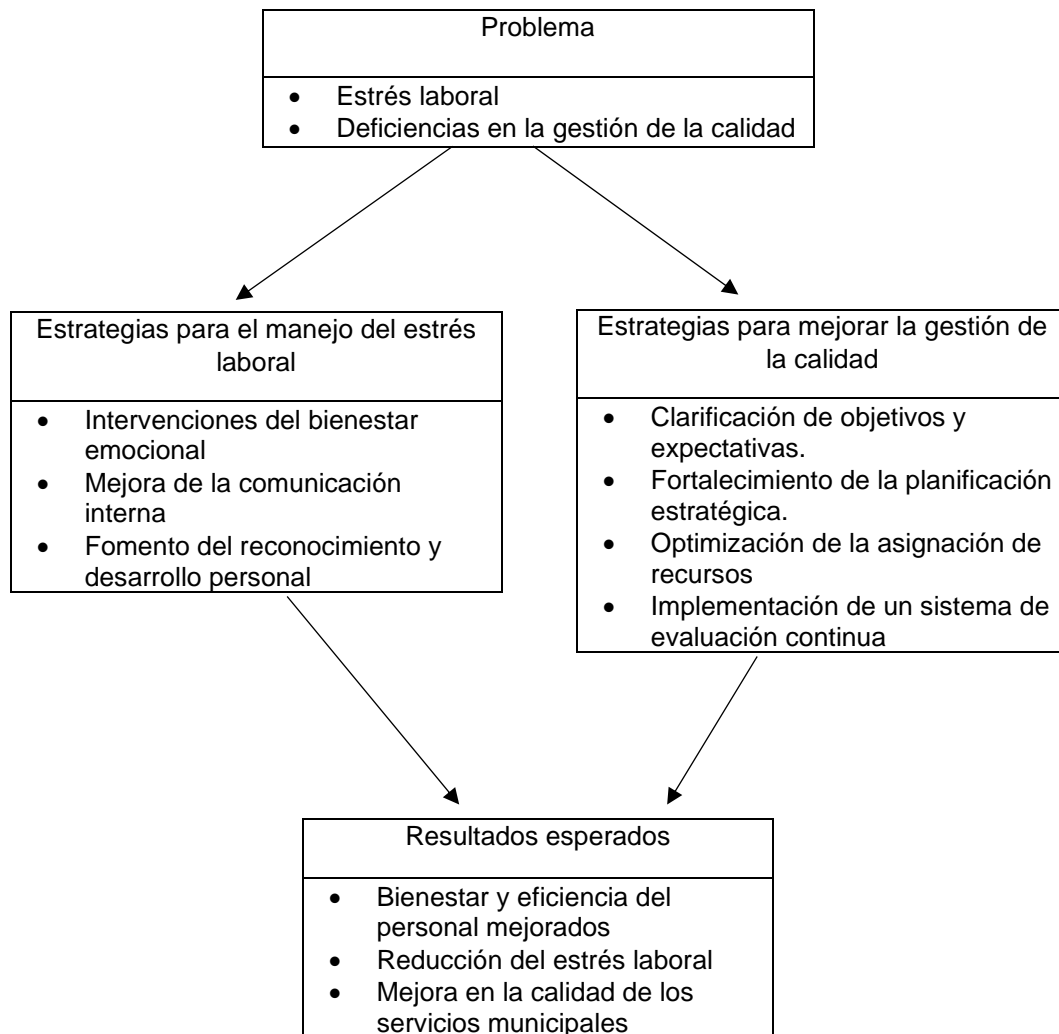 Problema
• Estrés laboral
• Deficiencias en la gestión de la calidad
Estrategias para el manejo del estrés
laboral
• Intervenciones del bienestar
emocional
• Mejora de la comunicación
interna
• Fomento del reconocimiento y
desarrollo personal
Estrategias para mejorar la gestión de
la calidad
• Clarificación de objetivos y
expectativas.
• Fortalecimiento de la planificación
estratégica.
• Optimización de la asignación de
recursos
• Implementación de un sistema de
evaluación continua
Resultados esperados
• Bienestar y eficiencia del
personal mejorados
• Reducción del estrés laboral
• Mejora en la calidad de los
servicios municipales